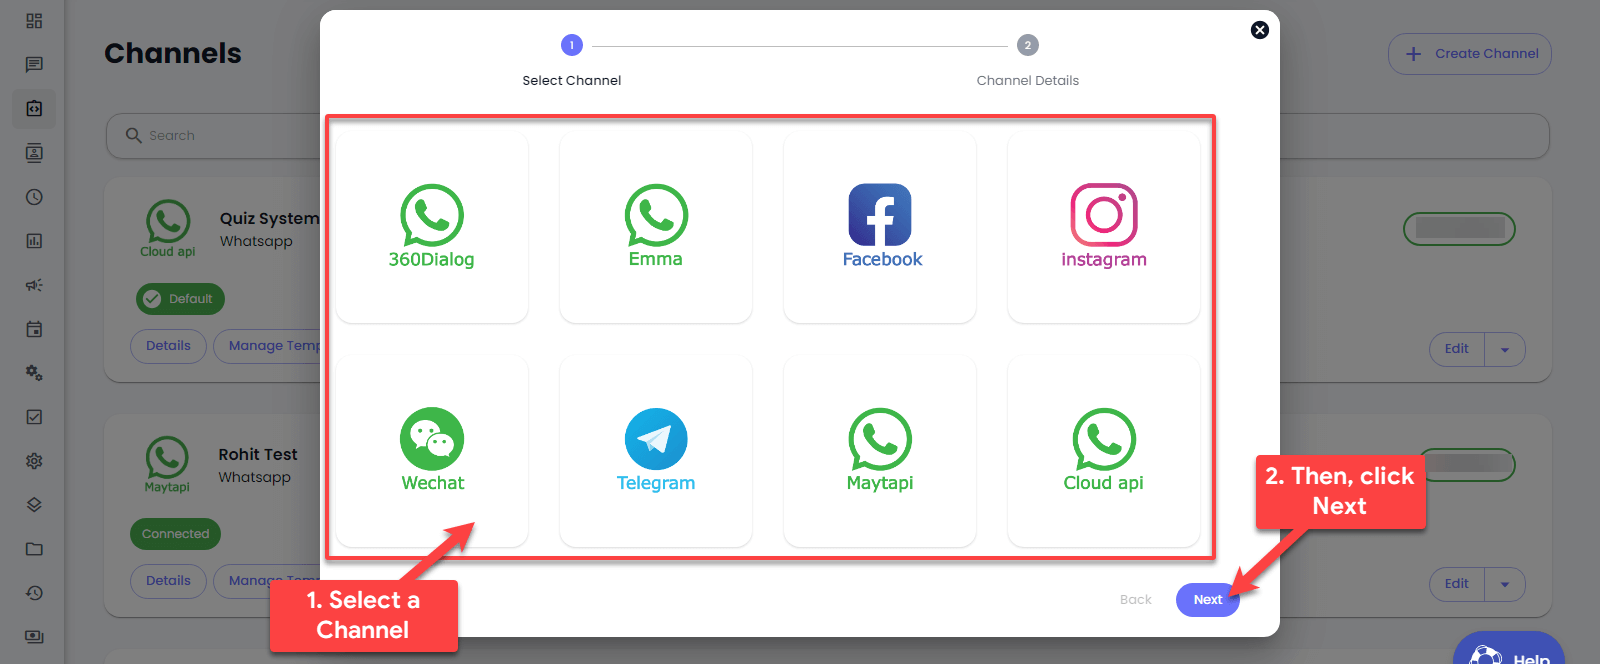 Channels
Create Channel
Search
1
2
Select Channel
Channel Details
Cloud api
Quiz System
Whatsapp
Default
Details
Manage Temp
Edit
360Dialog
Emma
Facebook
instagram
Wechat
Telegram
Maytapi
Cloud api
Maytapi
Rohit Test
Whatsapp
Connected
Details
Manage Temp
Edit
1. Select a
Channel
2. Then, click
Next
Back
Next
Help